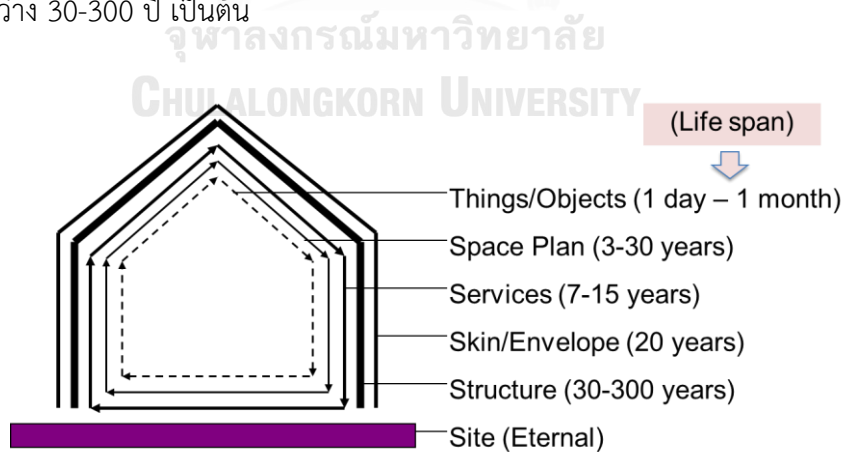 ว่าง 30-300 ปี เป็นต้น
จุฬาลงกรณ์มหาวิทยาลัย
CHULALONGKORN UNIVERSITY
(Life span)
Things/Objects (1 day – 1 month)
Space Plan (3-30 years)
Services (7-15 years)
Skin/Envelope (20 years)
Structure (30-300 years)
Site (Eternal)